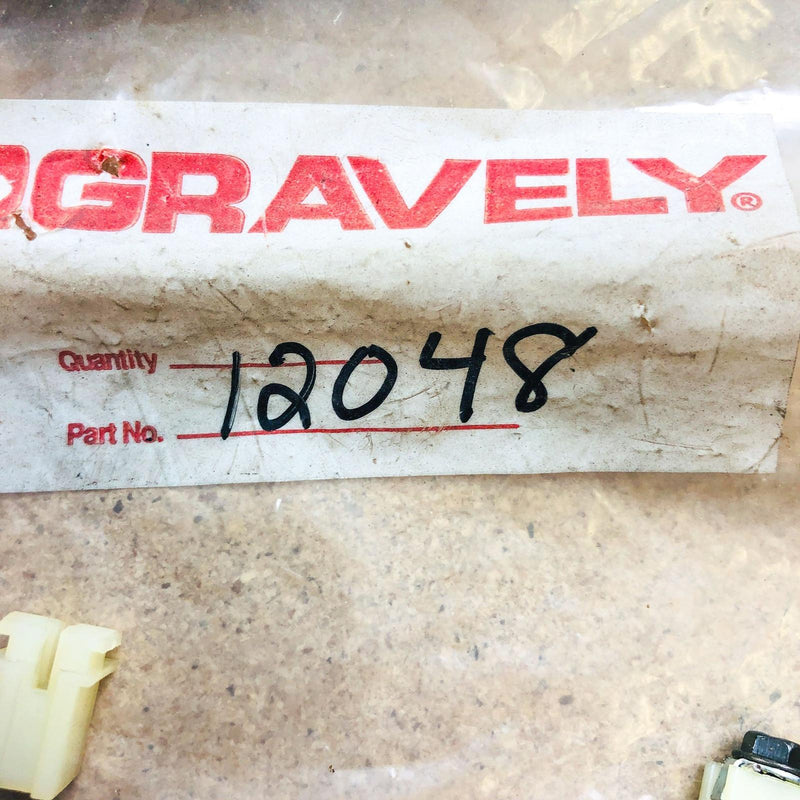 GRAVELY®
Quantity
12048
Part No.